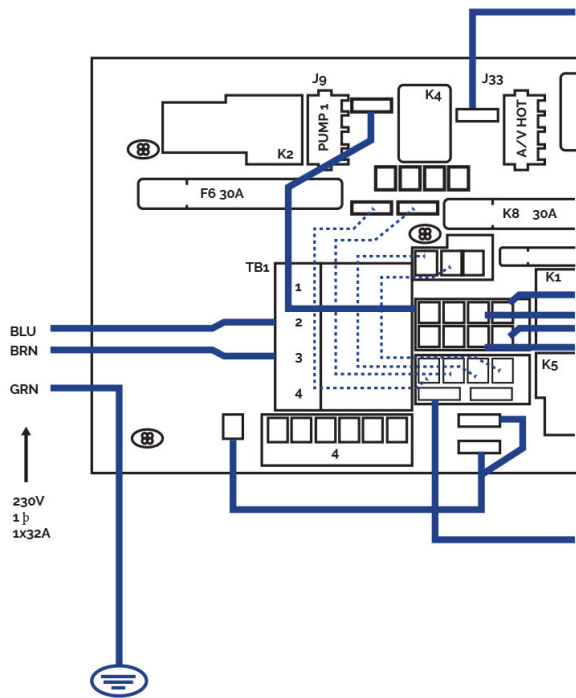 J9
J33
PUMP 1
K4
A/V HOT
K2
F6 30A
K8 30A
TB1
K1
1
BLU
2
BRN
3
K5
GRN
4
4
230V
1 þ
1x32A